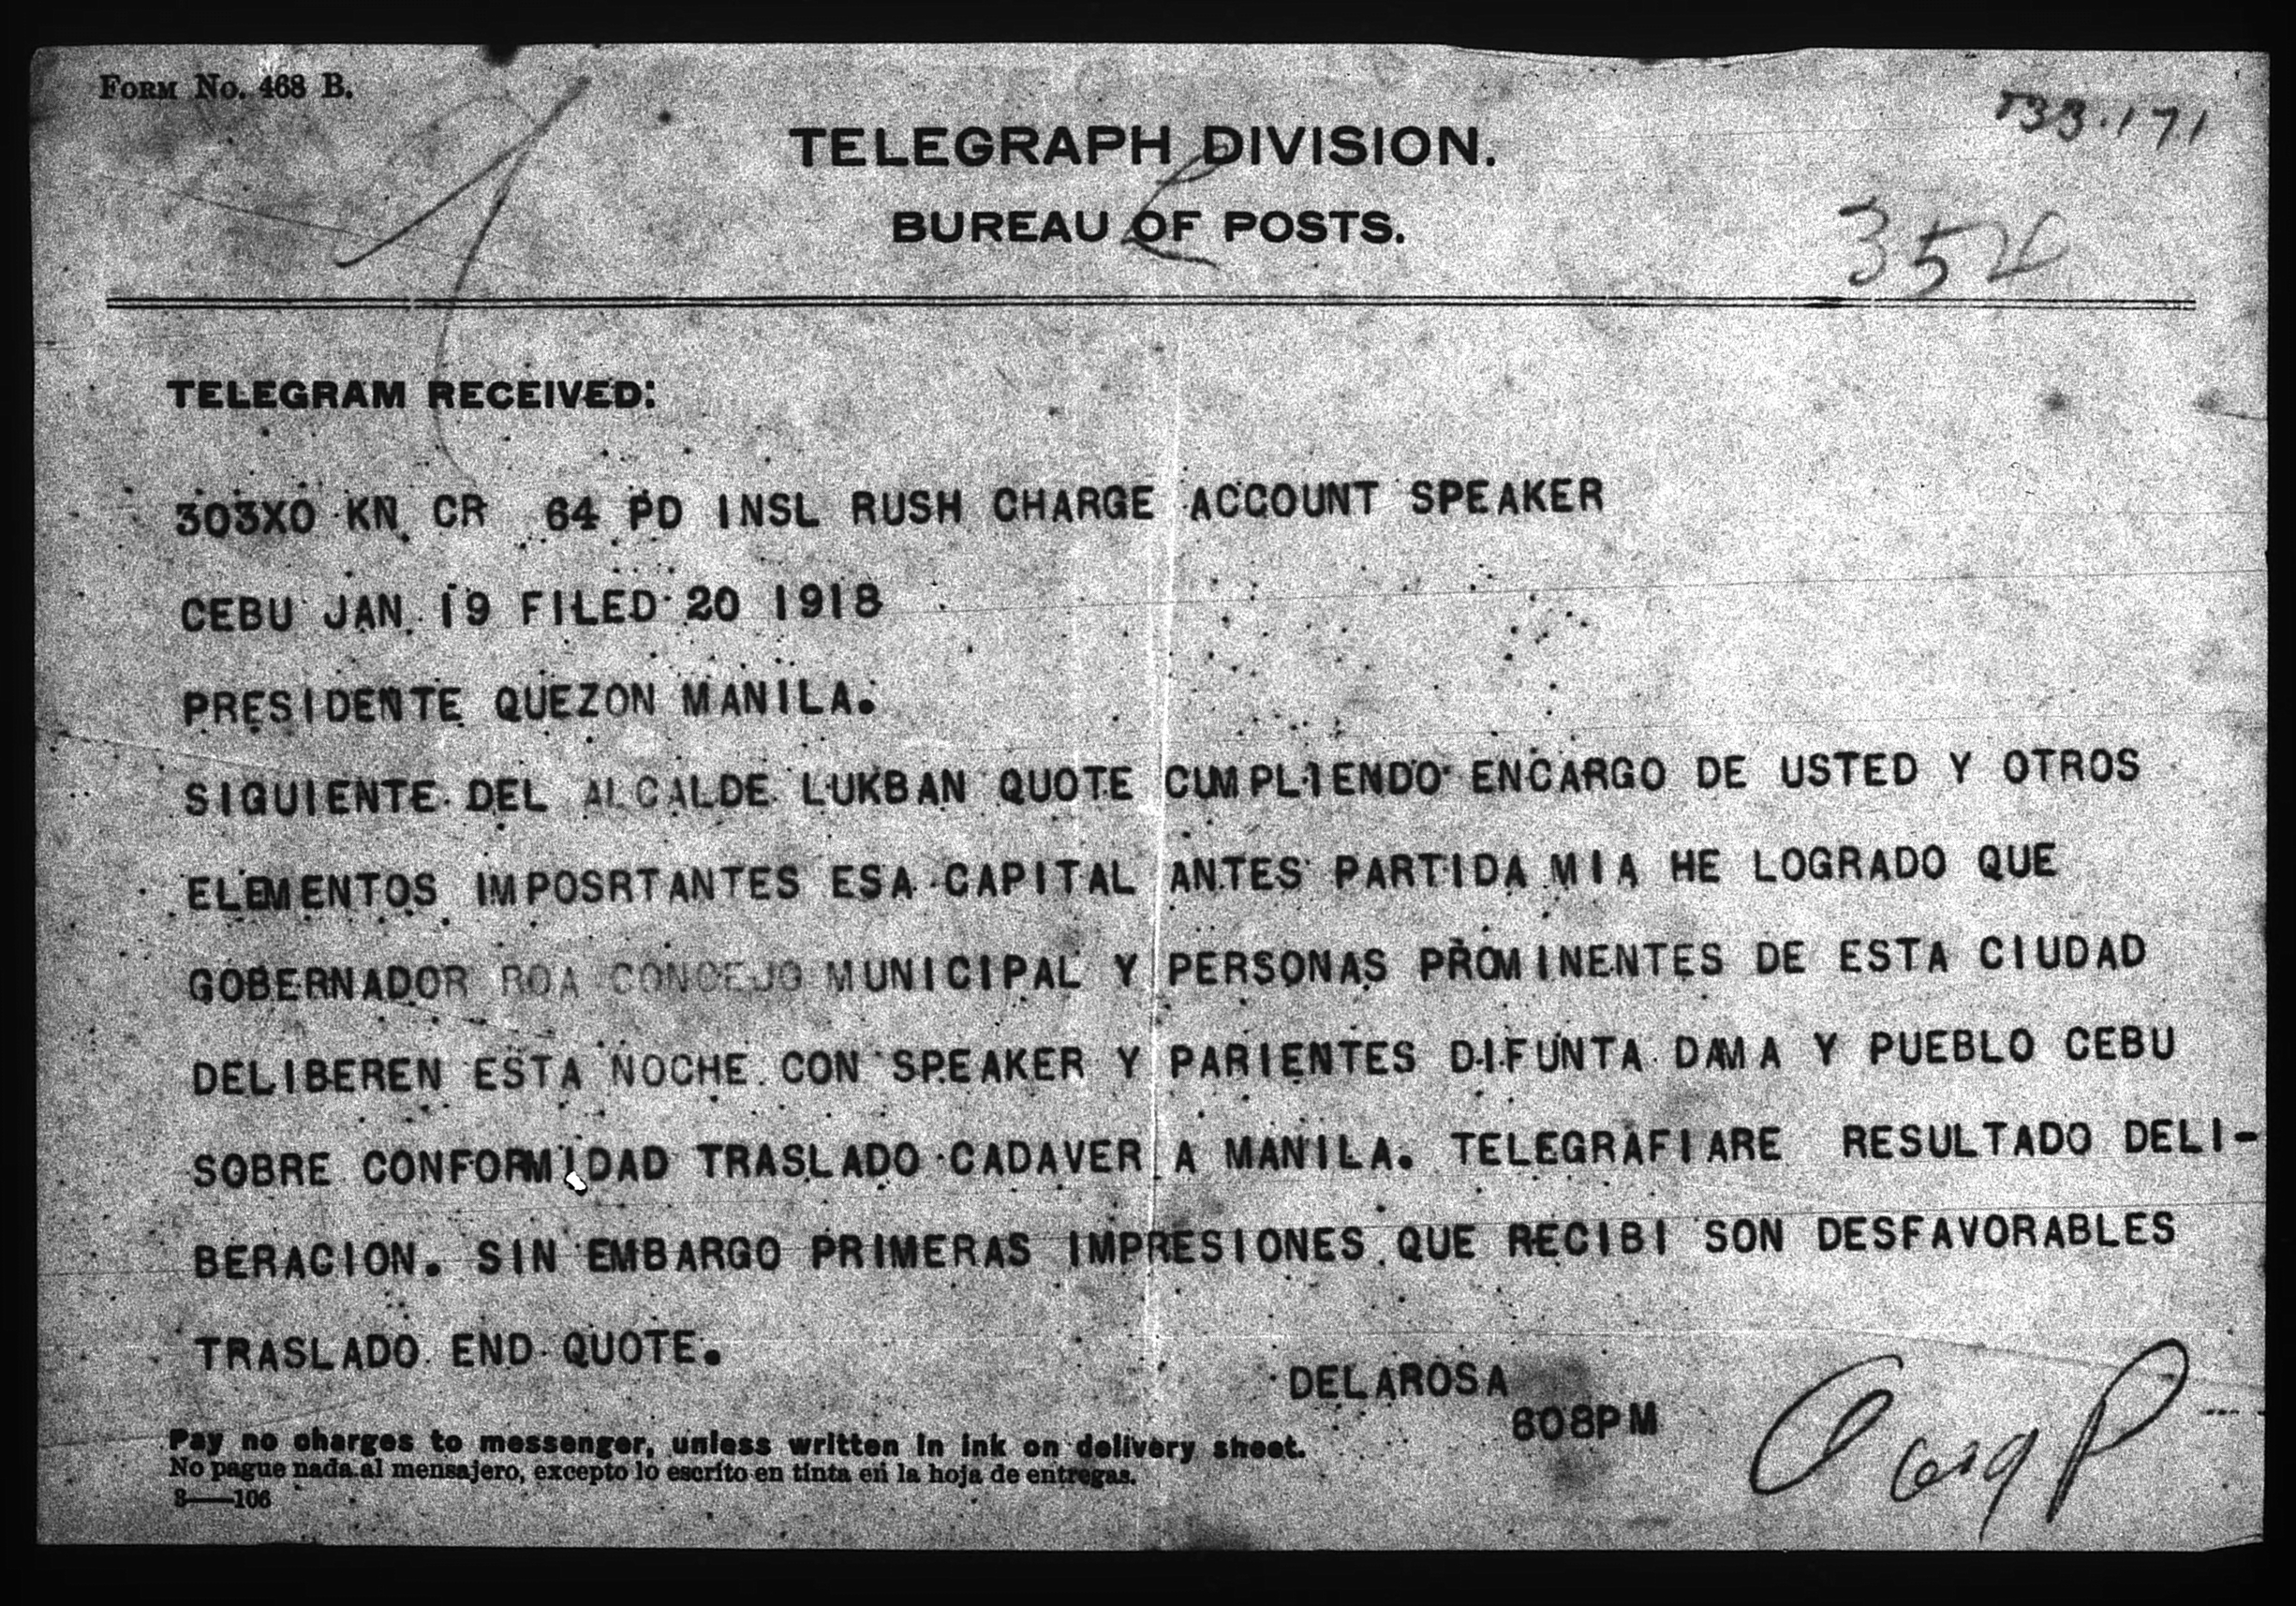 FORM NO. 468 B.
TELEGRAPH DIVISION.
BUREAU OF POSTS.
TELEGRAM RECEIVED:
303XO KN CR 64 PD INSL RUSH CHARGE ACCOUNT SPEAKER
CEBU JAN 19 FILED 20 1918
PRESIDENTE QUEZON MANILA.
SIGUIENTE DEL ALCALDE LUKBAN QUOTE CUMPLIENDO ENCARGO DE USTED Y OTROS
ELEMENTOS IMPOSRTANTES ESA CAPITAL ANTES PARTIDA MIA HE LOGRADO QUE
GOBERNADOR ROA CONCEJO MUNICIPAL Y PERSONAS PROMINENTES DE ESTA CIUDAD
DELIBEREN ESTA NOCHE CON SPEAKER Y PARIENTES DIFUNTA DAMA Y PUEBLO CEBU
SOBRE CONFORMIDAD TRASLADO CADAVER A MANILA. TELEGRAFIARE RESULTADO DELI-
BERACION. SIN EMBARGO PRIMERAS IMPRESIONES QUE RECIBI SON DESFAVORABLES
TRASLADO END QUOTE.
DELAROSA
608PM
Pay no charges to messenger, unless written in ink on delivery sheet.
No pague nada al mensajero, excepto lo escrito en tinta en la hoja de entregas.
3——106